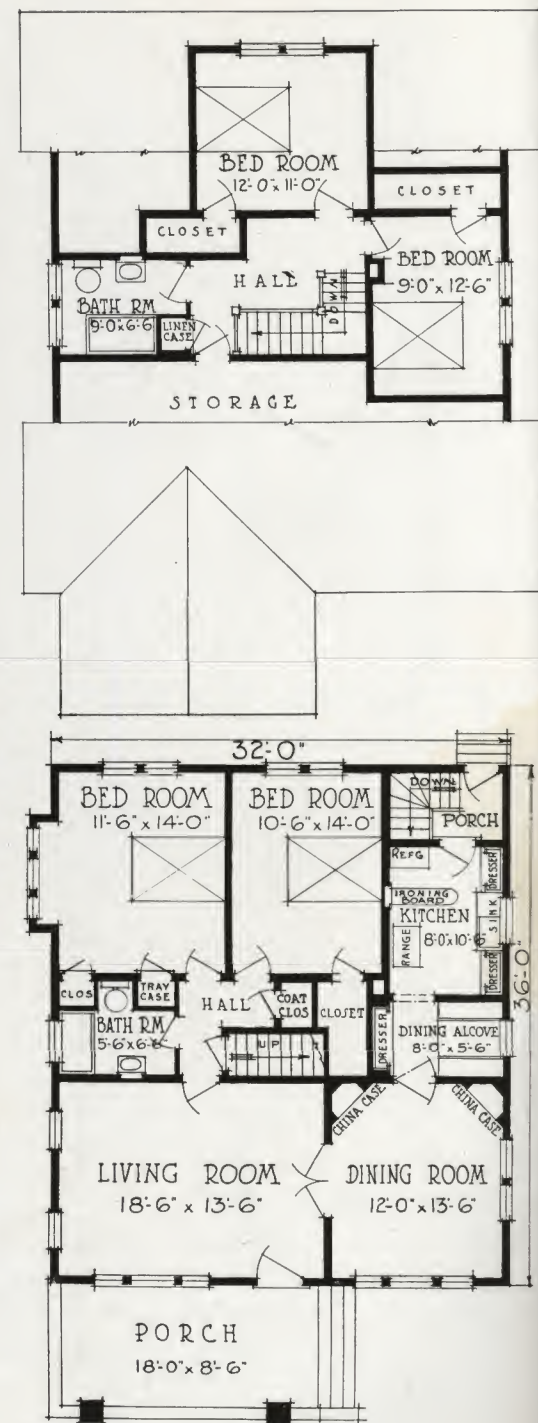 BED ROOM
12'-0" x 11'-0"
CLOSET
CLOSET
BED ROOM
9'-0" x 12'-6"
HALL
DOWN
BATH RM
9'-0" x 6'-6"
LINEN
CASE
STORAGE
32'-0"
BED ROOM
11'-6" x 14'-0"
BED ROOM
10'-6" x 14'-0"
DOWN
PORCH
REFG
DRESSER
IRONING
BOARD
KITCHEN
8'-0" x 10'-6"
SINK
RANGE
DRESSER
36'-0"
CLOS
TRAY
CASE
HALL
COAT
CLOS
CLOSET
BATH RM
5'-6" x 6'-8"
UP
DRESSER
DINING ALCOVE
8'-0" x 5'-6"
CHINA CASE
CHINA CASE
LIVING ROOM
18'-6" x 13'-6"
DINING ROOM
12'-0" x 13'-6"
PORCH
18'-0" x 8'-6"